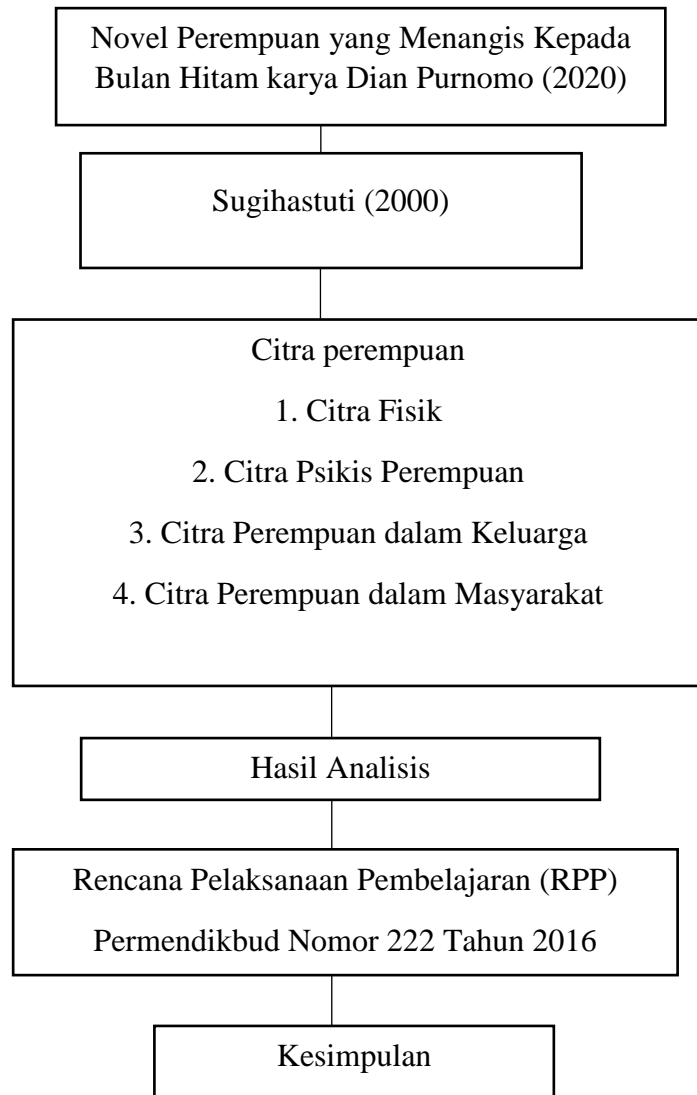 Novel Perempuan yang Menangis Kepada
Bulan Hitam karya Dian Purnomo (2020)
Sugihastuti (2000)
Citra perempuan
1. Citra Fisik
2. Citra Psikis Perempuan
3. Citra Perempuan dalam Keluarga
4. Citra Perempuan dalam Masyarakat
Hasil Analisis
Rencana Pelaksanaan Pembelajaran (RPP)
Permendikbud Nomor 222 Tahun 2016
Kesimpulan